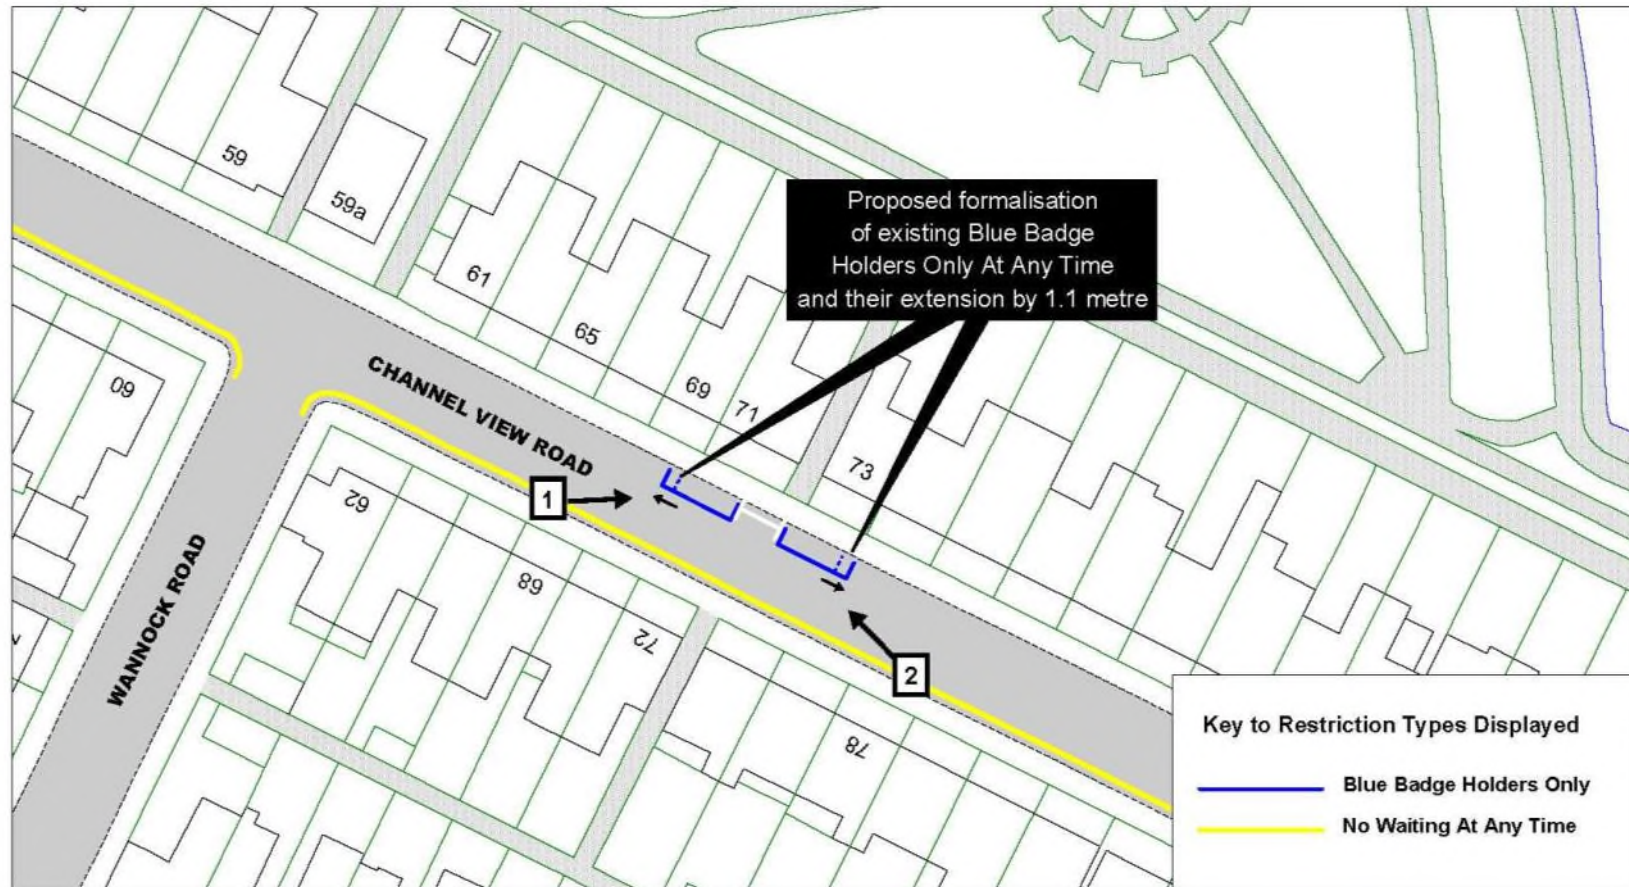 59
59a
61
65
69
71
73
Proposed formalisation
of existing Blue Badge
Holders Only At Any Time
and their extension by 1.1 metre
CHANNEL VIEW ROAD
WANNOCK ROAD
60
62
68
72
78
1
2
Key to Restriction Types Displayed
Blue Badge Holders Only
No Waiting At Any Time